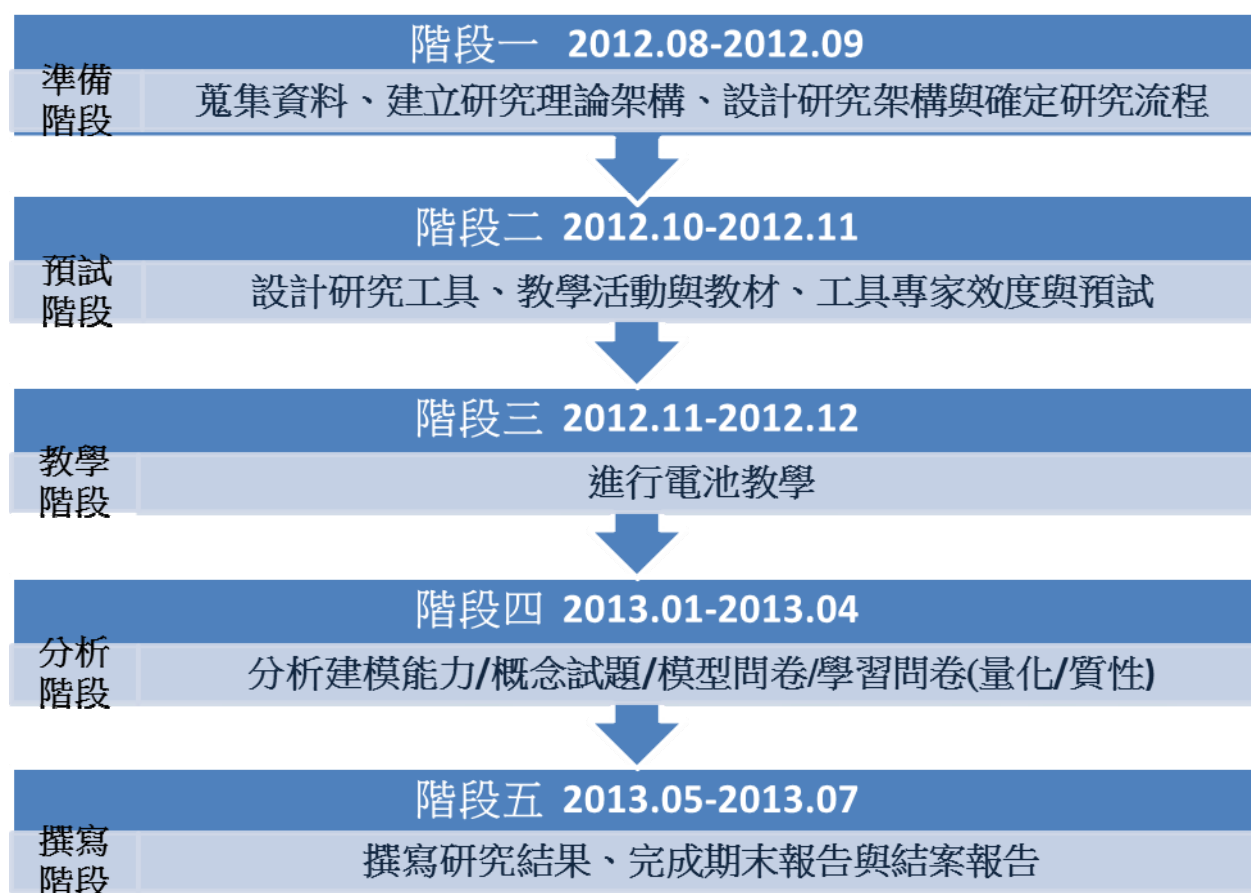 階段一 2012.08-2012.09
準備
階段
蒐集資料、建立研究理論架構、設計研究架構與確定研究流程
階段二 2012.10-2012.11
預試
階段
設計研究工具、教學活動與教材、工具專家效度與預試
階段三 2012.11-2012.12
教學
階段
進行電池教學
階段四 2013.01-2013.04
分析
階段
分析建模能力/概念試題/模型問卷/學習問卷(量化/質性)
階段五 2013.05-2013.07
撰寫
階段
撰寫研究結果、完成期末報告與結案報告